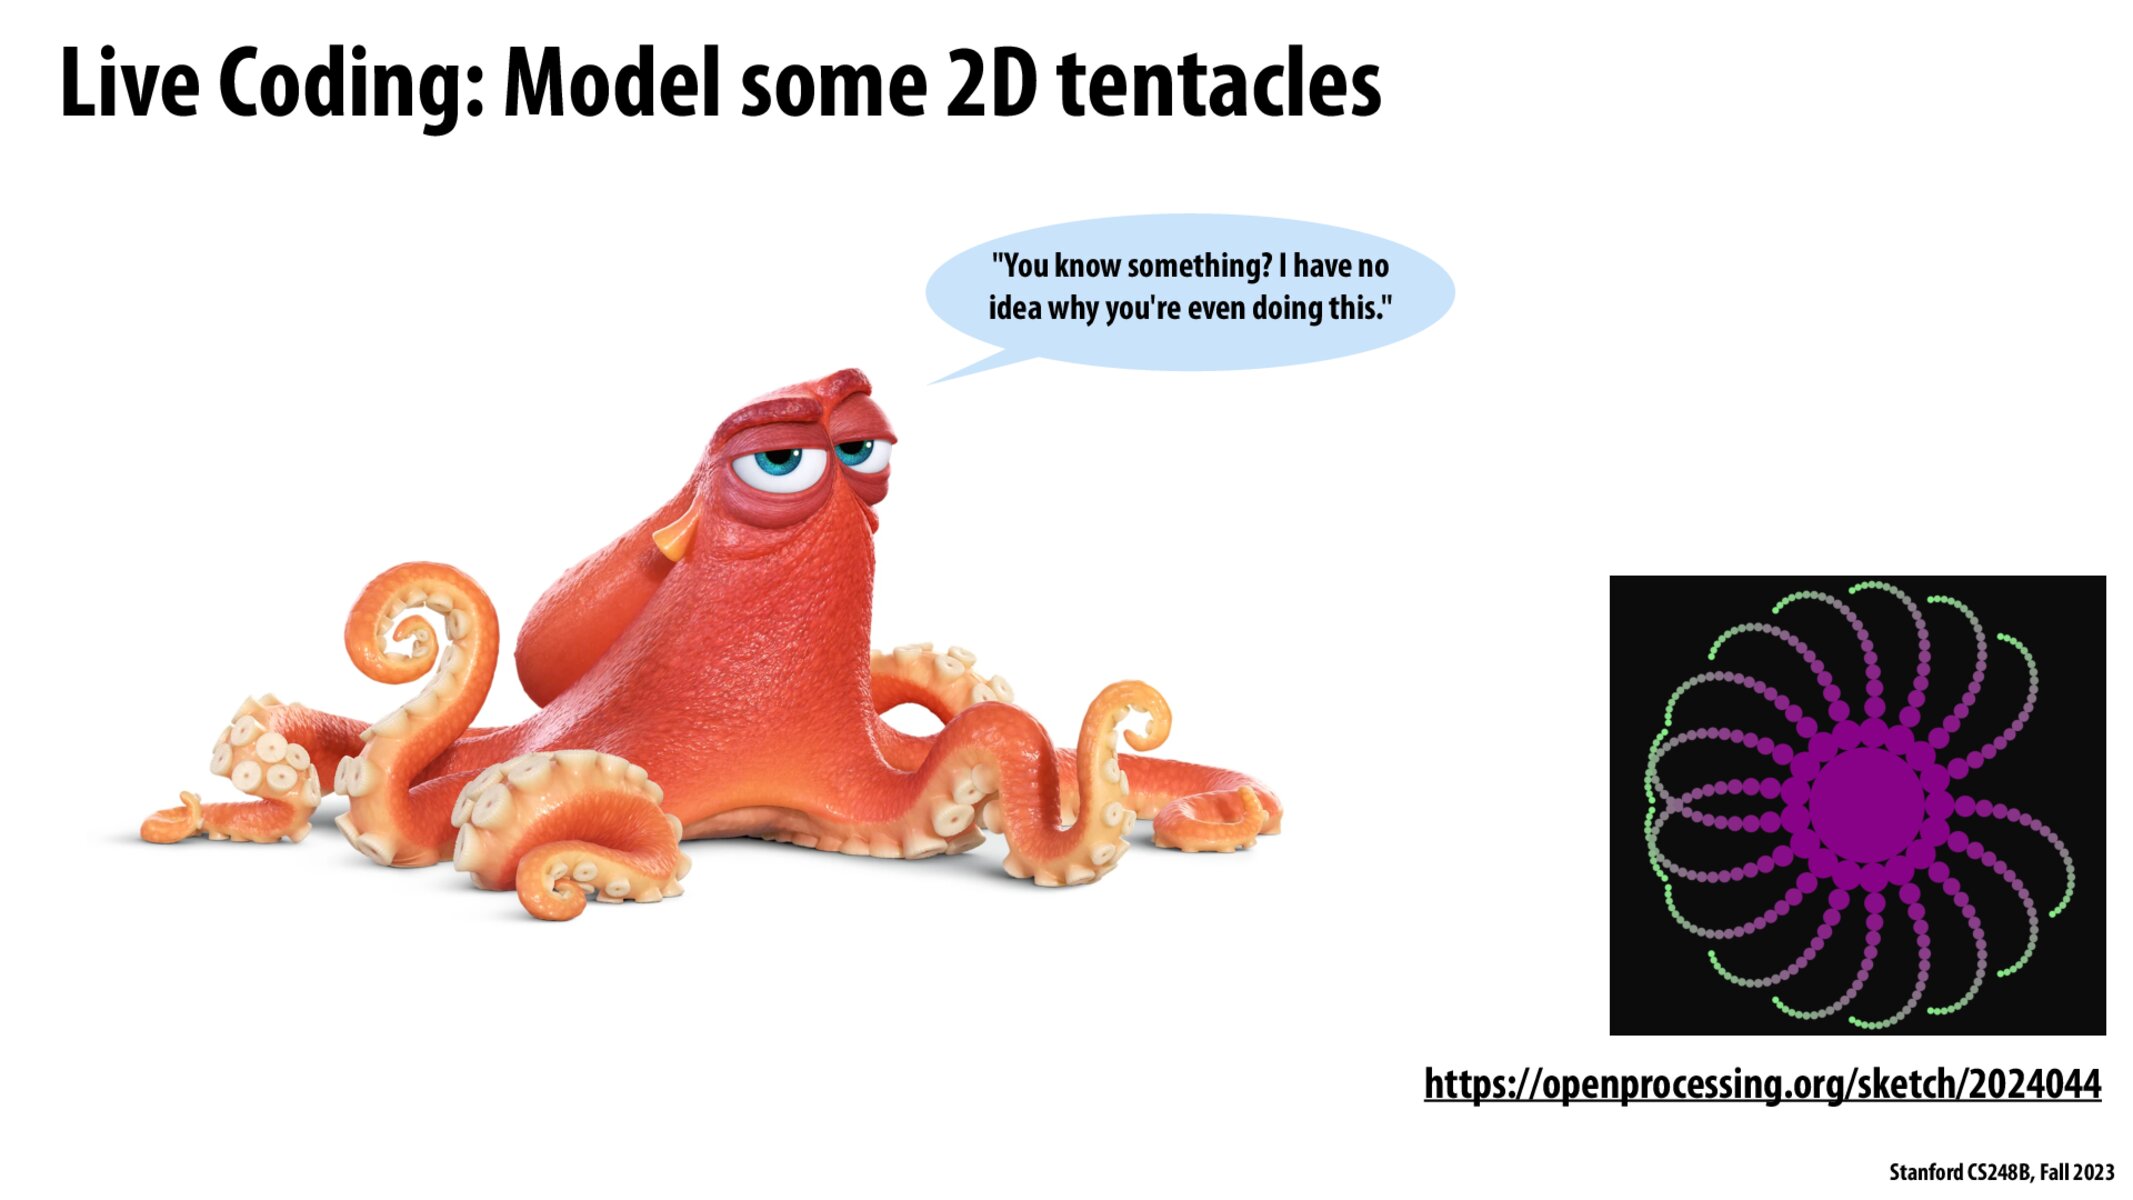 Live Coding: Model some 2D tentacles
"You know something? I have no
idea why you're even doing this."
https://openprocessing.org/sketch/2024044
Stanford CS248B, Fall 2023